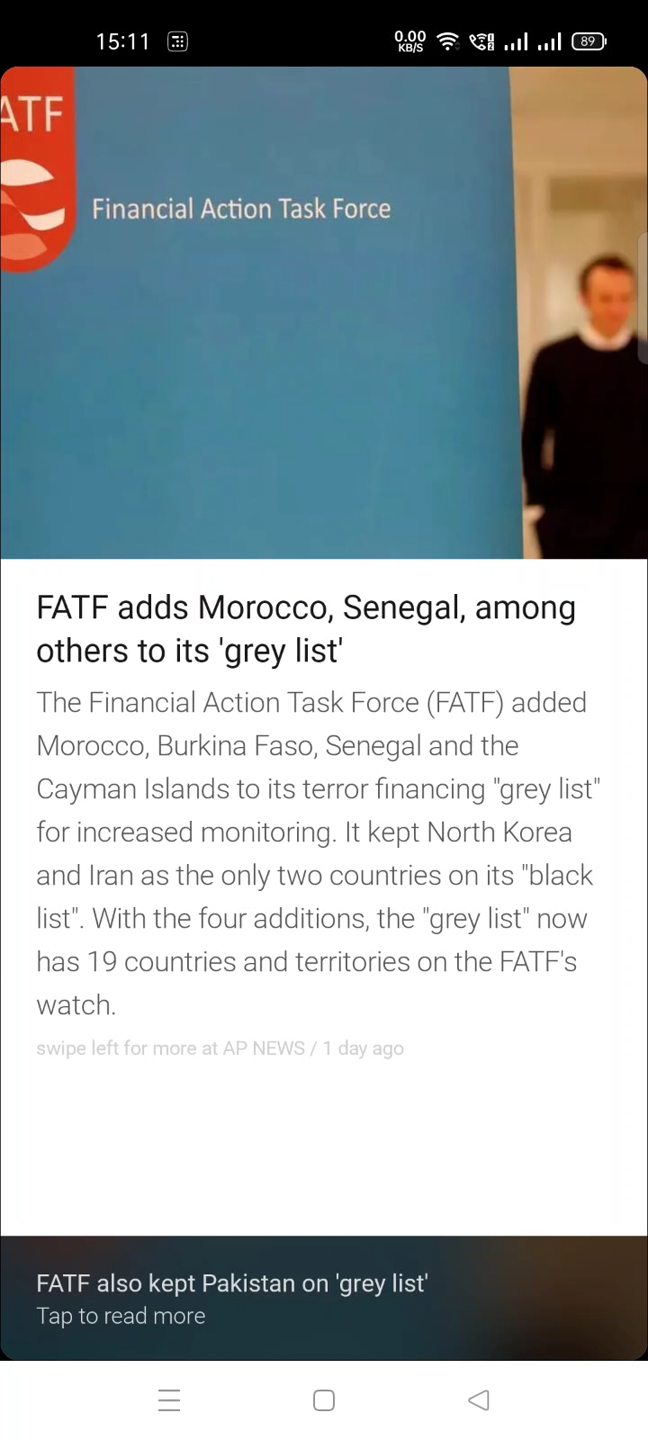 15:11
0.00
KB/S
89
ATF
Financial Action Task Force
FATF adds Morocco, Senegal, among
others to its 'grey list'
The Financial Action Task Force (FATF) added
Morocco, Burkina Faso, Senegal and the
Cayman Islands to its terror financing "grey list"
for increased monitoring. It kept North Korea
and Iran as the only two countries on its "black
list". With the four additions, the "grey list" now
has 19 countries and territories on the FATF's
watch.
swipe left for more at AP NEWS / 1 day ago
FATF also kept Pakistan on 'grey list'
Tap to read more